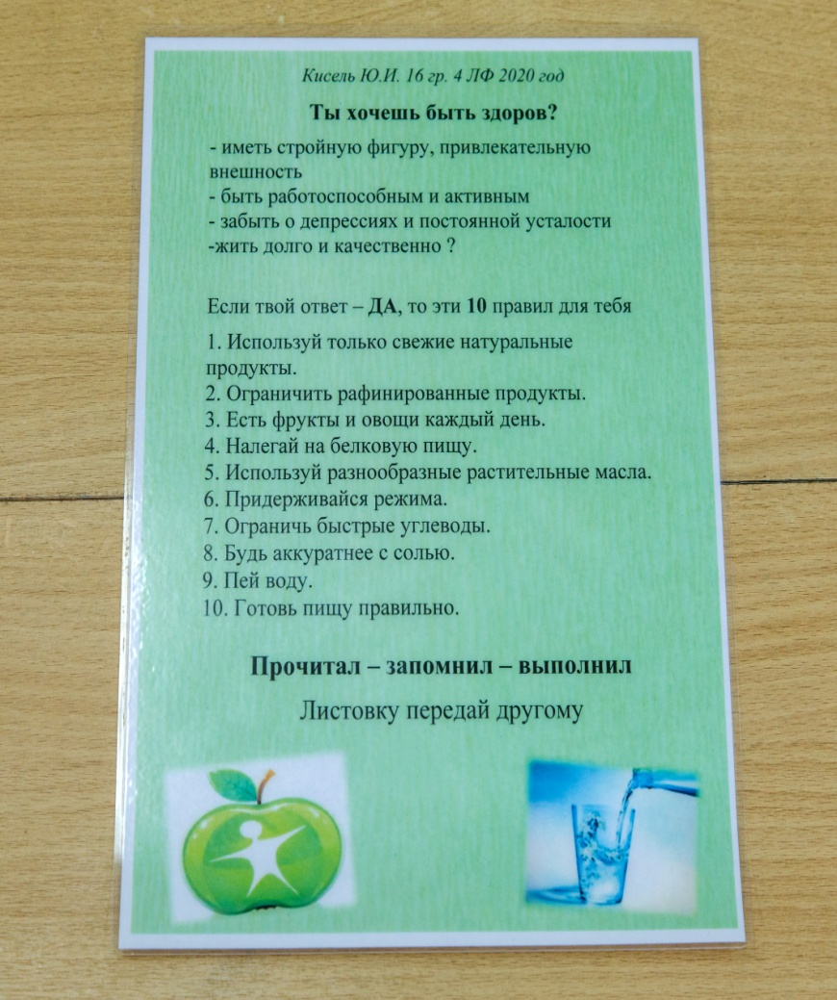 Кисель Ю.И. 16 гр. 4 ЛФ 2020 год
Ты хочешь быть здоров?
- иметь стройную фигуру, привлекательную
внешность
- быть работоспособным и активным
- забыть о депрессиях и постоянной усталости
-жить долго и качественно ?
Если твой ответ – ДА, то эти 10 правил для тебя
1. Используй только свежие натуральные
продукты.
2. Ограничить рафинированные продукты.
3. Есть фрукты и овощи каждый день.
4. Налегай на белковую пищу.
5. Используй разнообразные растительные масла.
6. Придерживайся режима.
7. Ограничь быстрые углеводы.
8. Будь аккуратнее с солью.
9. Пей воду.
10. Готовь пищу правильно.
Прочитал – запомнил – выполнил
Листовку передай другому